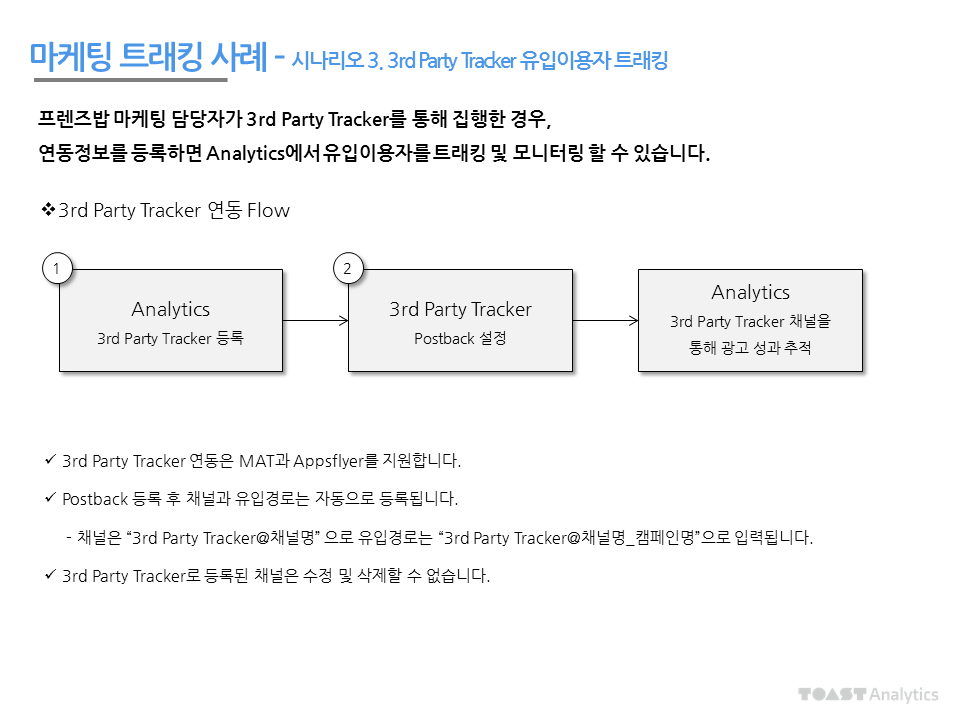 마케팅 트래킹 사례 - 시나리오 3. 3rd Party Tracker 유입이용자 트래킹
프렌즈밥 마케팅 담당자가 3rd Party Tracker를 통해 집행한 경우,
연동정보를 등록하면 Analytics에서 유입이용자를 트래킹 및 모니터링 할 수 있습니다.
❖3rd Party Tracker 연동 Flow
1
Analytics
3rd Party Tracker 등록
2
3rd Party Tracker
Postback 설정
Analytics
3rd Party Tracker 채널을
통해 광고 성과 추적
✓ 3rd Party Tracker 연동은 MAT과 Appsflyer를 지원합니다.
✓ Postback 등록 후 채널과 유입경로는 자동으로 등록됩니다.
- 채널은 “3rd Party Tracker@채널명” 으로 유입경로는 “3rd Party Tracker@채널명_캠페인명”으로 입력됩니다.
✓ 3rd Party Tracker로 등록된 채널은 수정 및 삭제할 수 없습니다.
TOAST Analytics